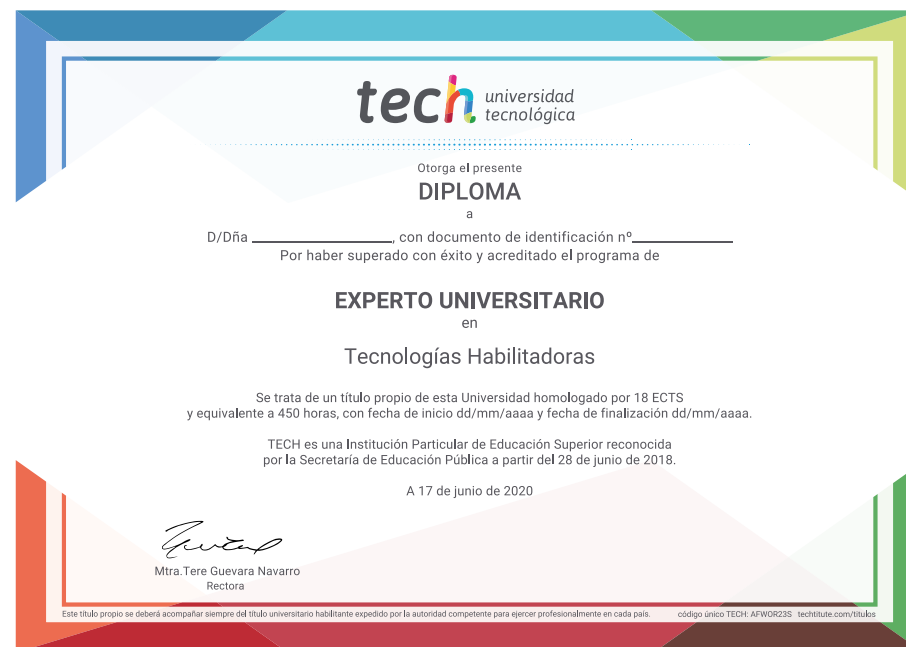 tech universidad
tecnológica
Otorga el presente
DIPLOMA
a
D/Dña ____________________, con documento de identificación nº______________
Por haber superado con éxito y acreditado el programa de
EXPERTO UNIVERSITARIO
en
Tecnologías Habilitadoras
Se trata de un título propio de esta Universidad homologado por 18 ECTS
y equivalente a 450 horas, con fecha de inicio dd/mm/aaaa y fecha de finalización dd/mm/aaaa.
TECH es una Institución Particular de Educación Superior reconocida
por la Secretaría de Educación Pública a partir del 28 de junio de 2018.
A 17 de junio de 2020
Mtra.Tere Guevara Navarro
Rectora
Este título propio se deberá acompañar siempre del título universitario habilitante expedido por la autoridad competente para ejercer profesionalmente en cada país. código único TECH: AFWOR23S techtitute.com/titulos